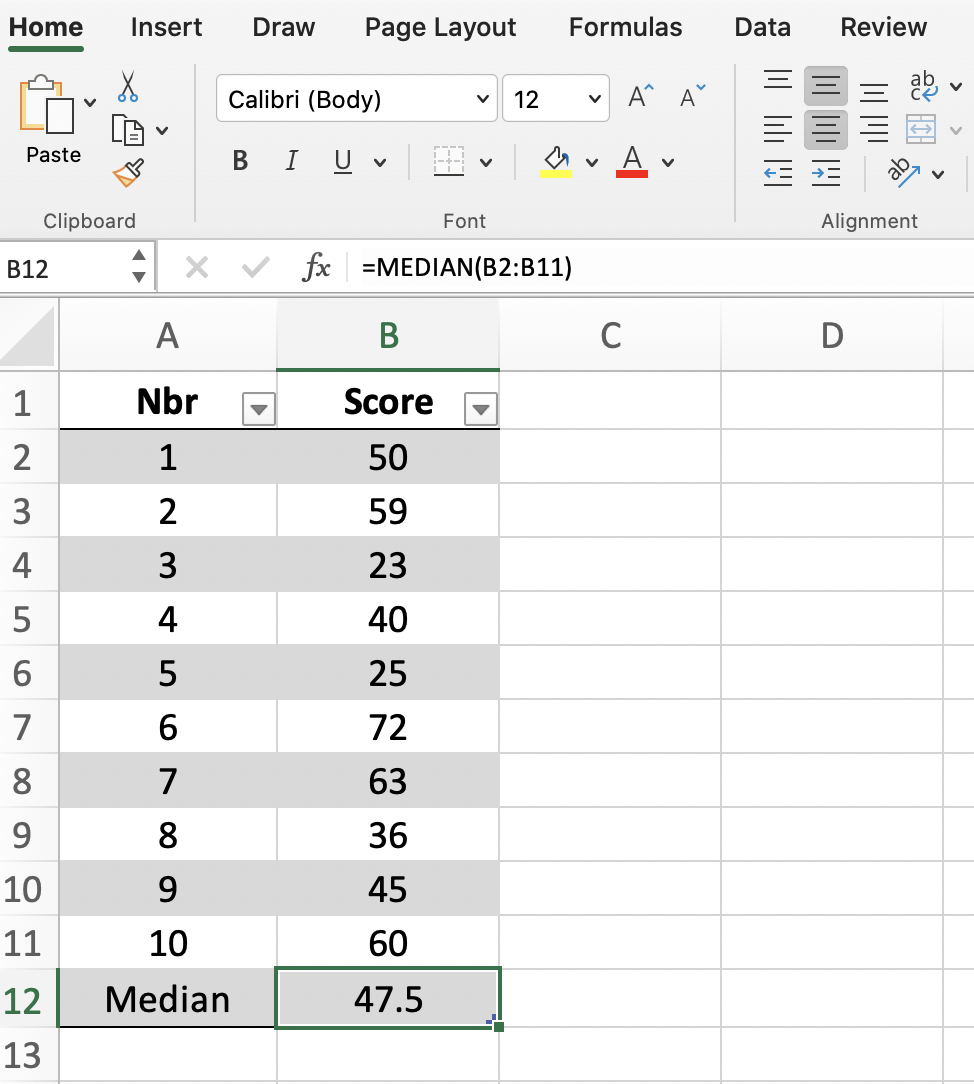 Home Insert Draw Page Layout Formulas Data Review
Calibri (Body) 12 A A ab
c
Paste B I U A ab
Clipboard Font Alignment
B12 fx =MEDIAN(B2:B11)
A B C D
1 Nbr Score
2 1 50
3 2 59
4 3 23
5 4 40
6 5 25
7 6 72
8 7 63
9 8 36
10 9 45
11 10 60
12 Median 47.5
13